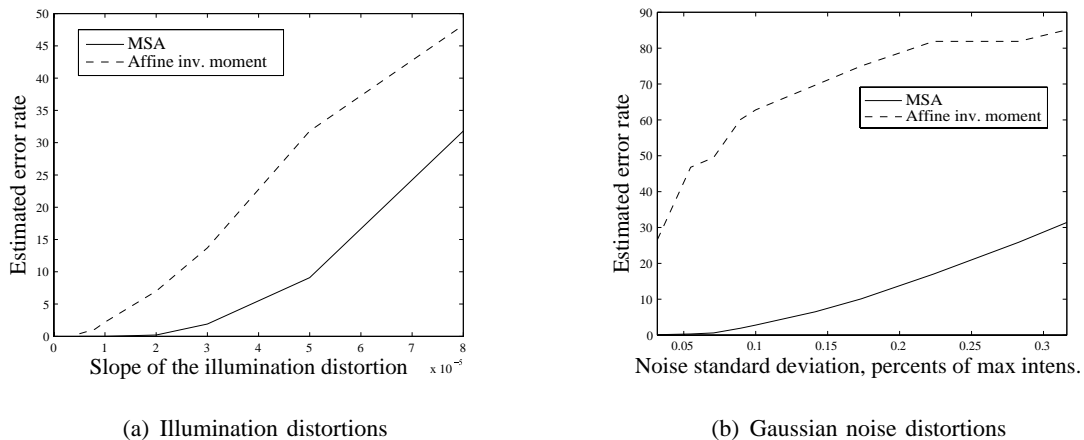 50
45
40
35
30
25
20
15
10
5
0
Estimated error rate
MSA
Affine inv. moment
0 1 2 3 4 5 6 7 8
x 10⁻⁵
Slope of the illumination distortion
(a) Illumination distortions
90
80
70
60
50
40
30
20
10
0
Estimated error rate
MSA
Affine inv. moment
0.05 0.1 0.15 0.2 0.25 0.3
Noise standard deviation, percents of max intens.
(b) Gaussian noise distortions